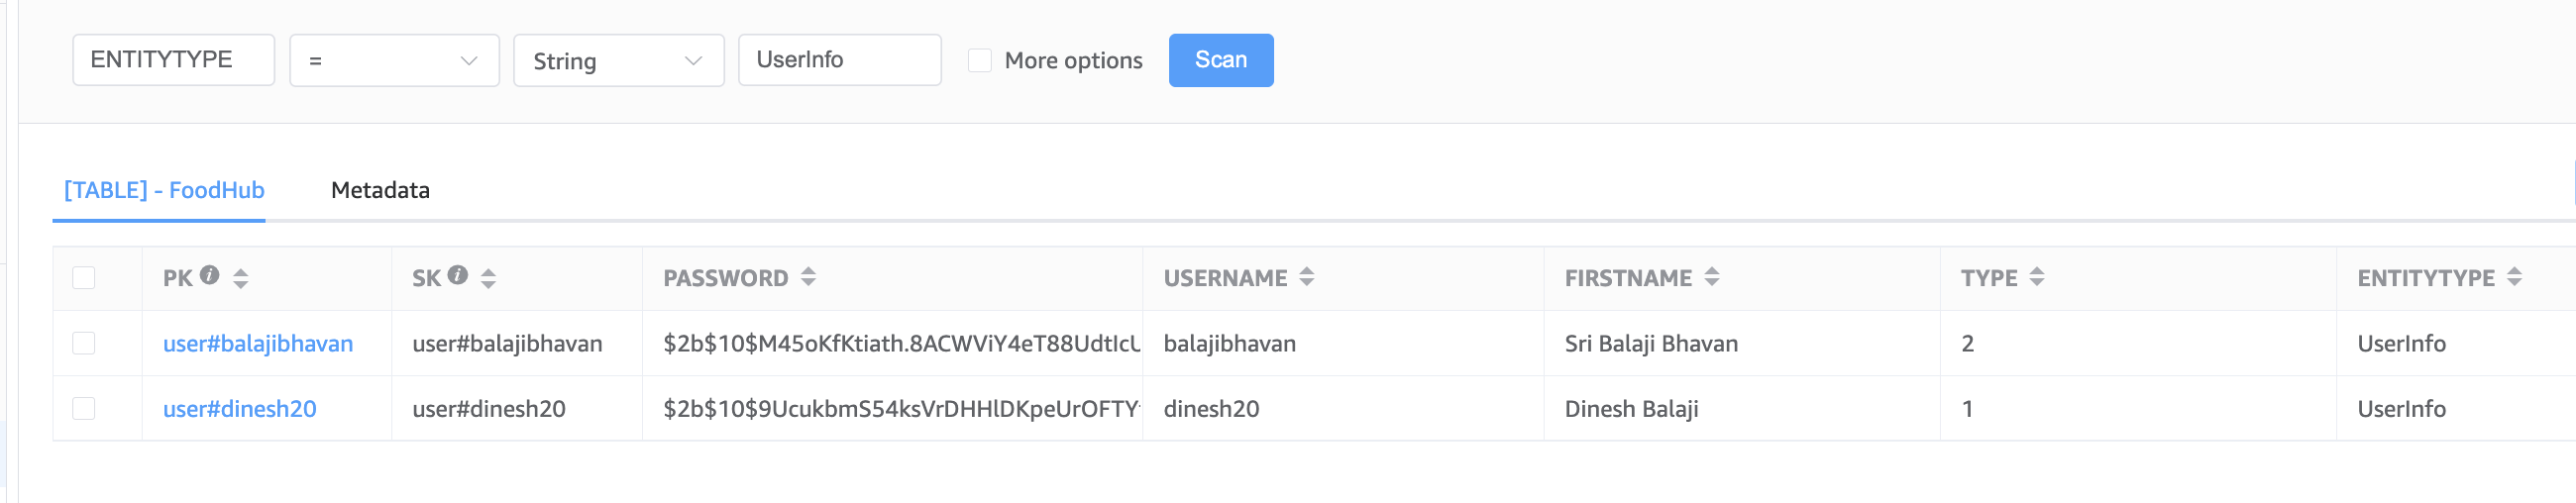 ENTITYTYPE = String UserInfo More options Scan
[TABLE] - FoodHub Metadata
PK SK PASSWORD USERNAME FIRSTNAME TYPE ENTITYTYPE
user#balajibhavan user#balajibhavan $2b$10$M45oKfKtiath.8ACWViY4eT88UdtIcU balajibhavan Sri Balaji Bhavan 2 UserInfo
user#dinesh20 user#dinesh20 $2b$10$9UcukbmS54ksVrDHHlDKpeUrOFTY dinesh20 Dinesh Balaji 1 UserInfo